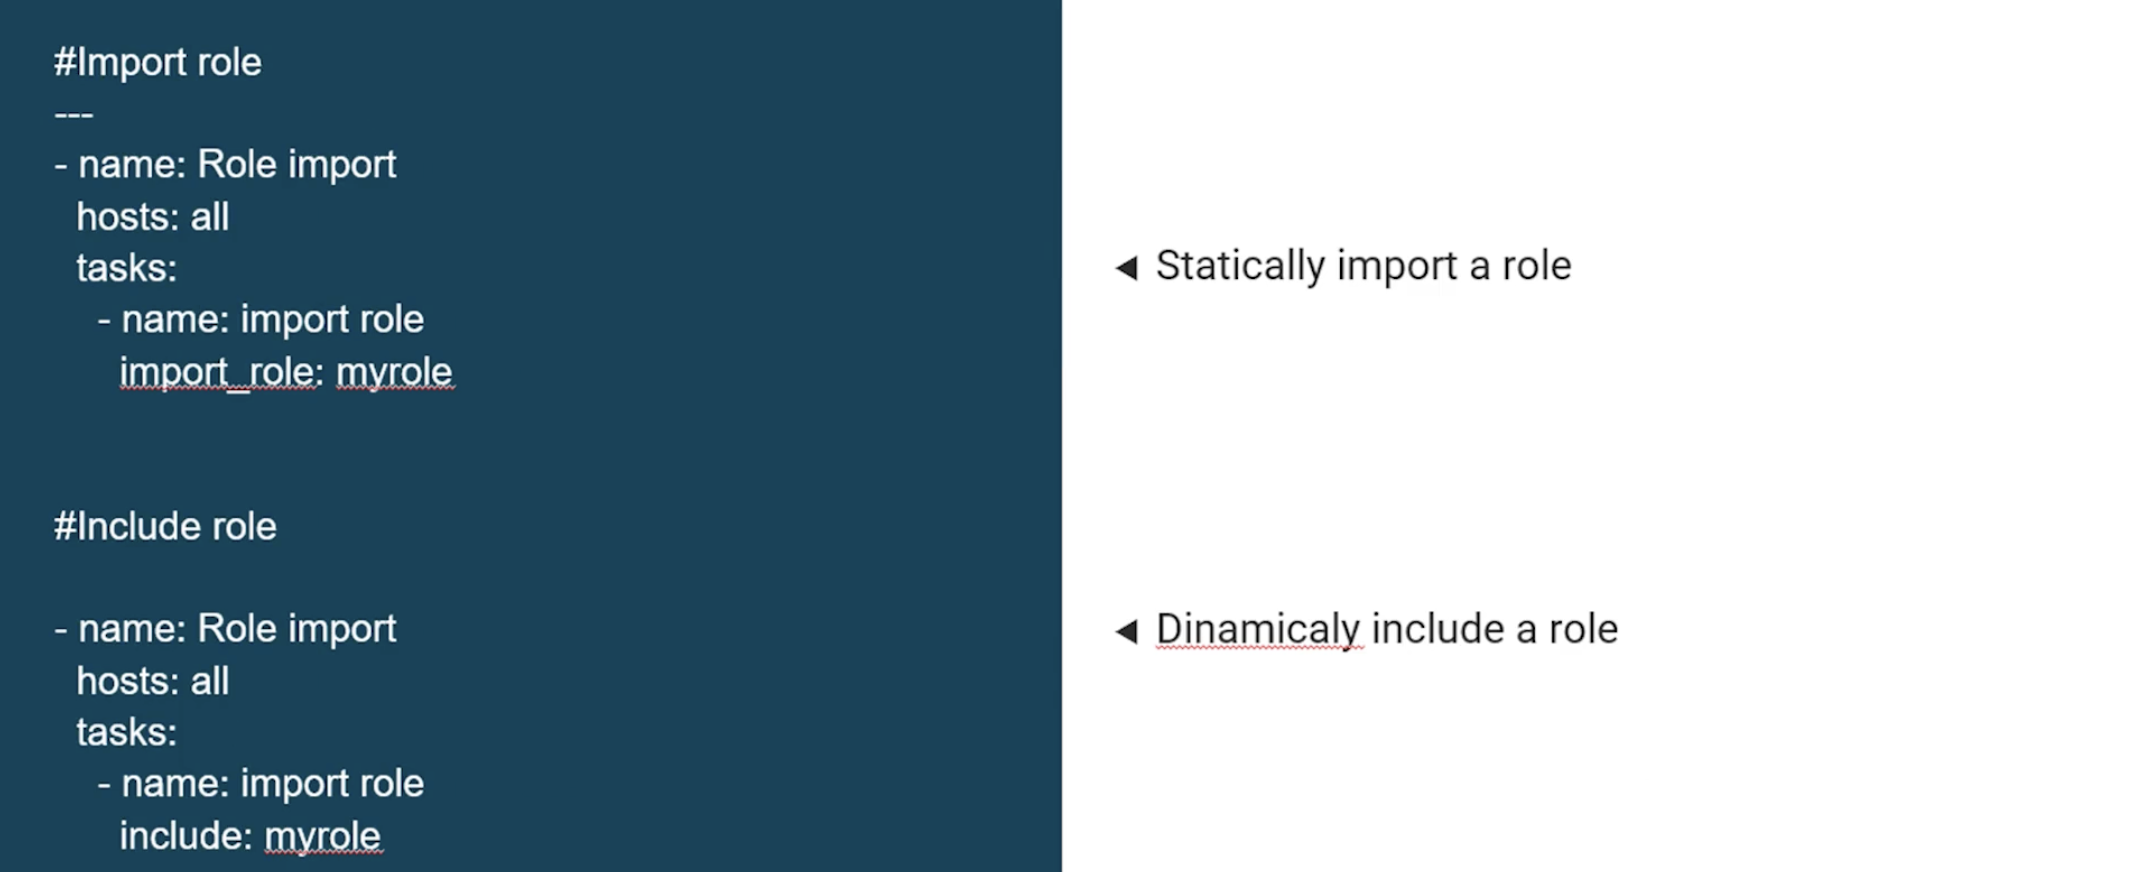 #Import role
---
- name: Role import
  hosts: all
  tasks:
    - name: import role
      import_role: myrole
#Include role
- name: Role import
  hosts: all
  tasks:
    - name: import role
      include: myrole
◄ Statically import a role
◄ Dinamicaly include a role